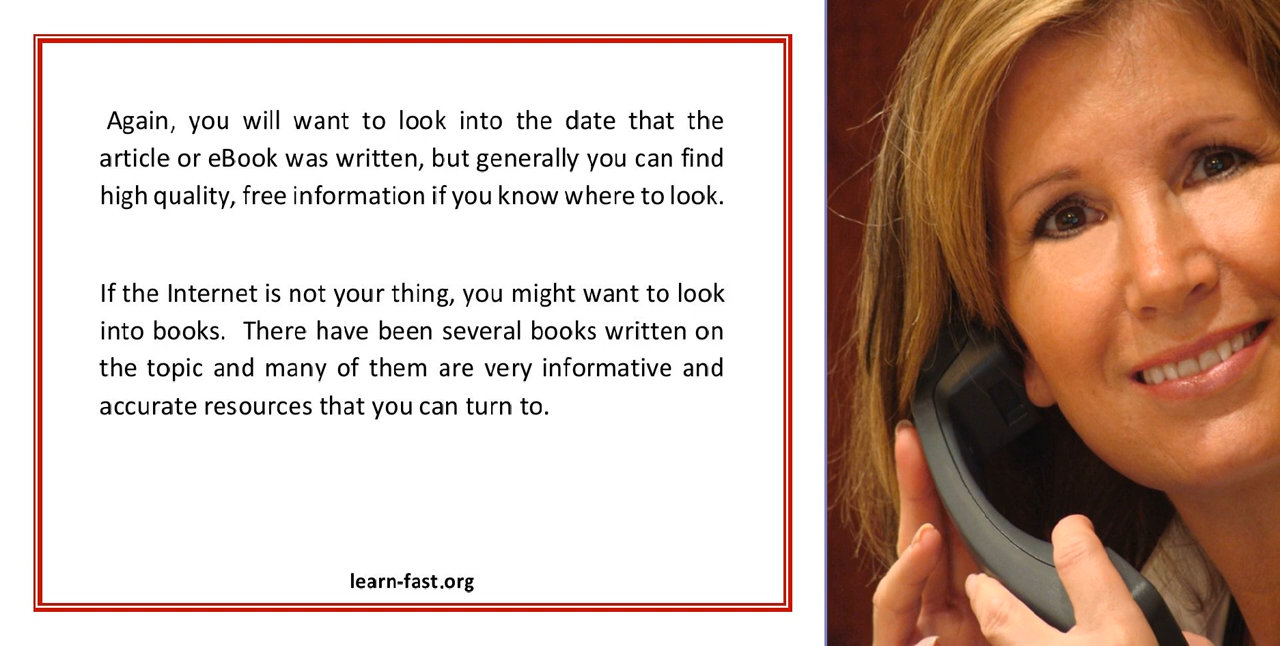 Again, you will want to look into the date that the
article or eBook was written, but generally you can find
high quality, free information if you know where to look.
If the Internet is not your thing, you might want to look
into books.  There have been several books written on
the topic and many of them are very informative and
accurate resources that you can turn to.
learn-fast.org